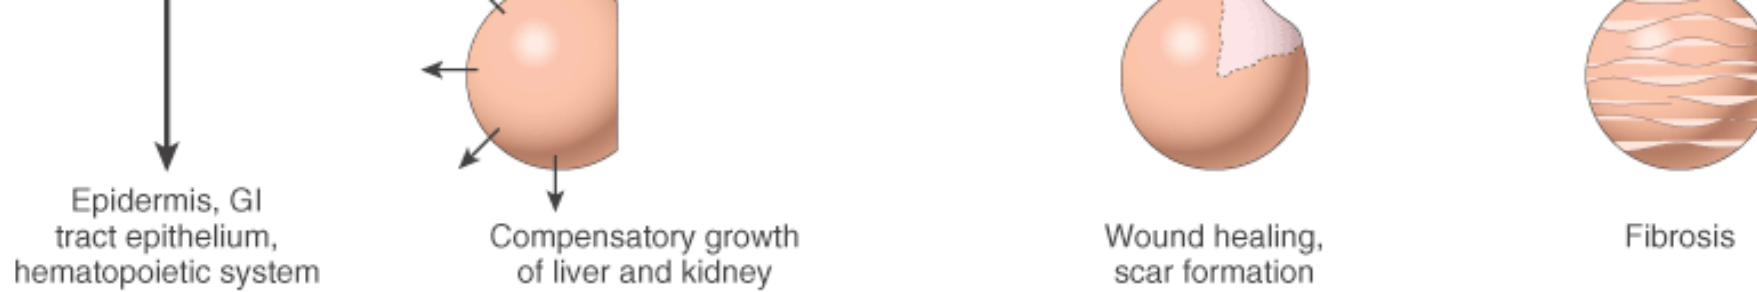 Epidermis, GI
tract epithelium,
hematopoietic system
Compensatory growth
of liver and kidney
Wound healing,
scar formation
Fibrosis